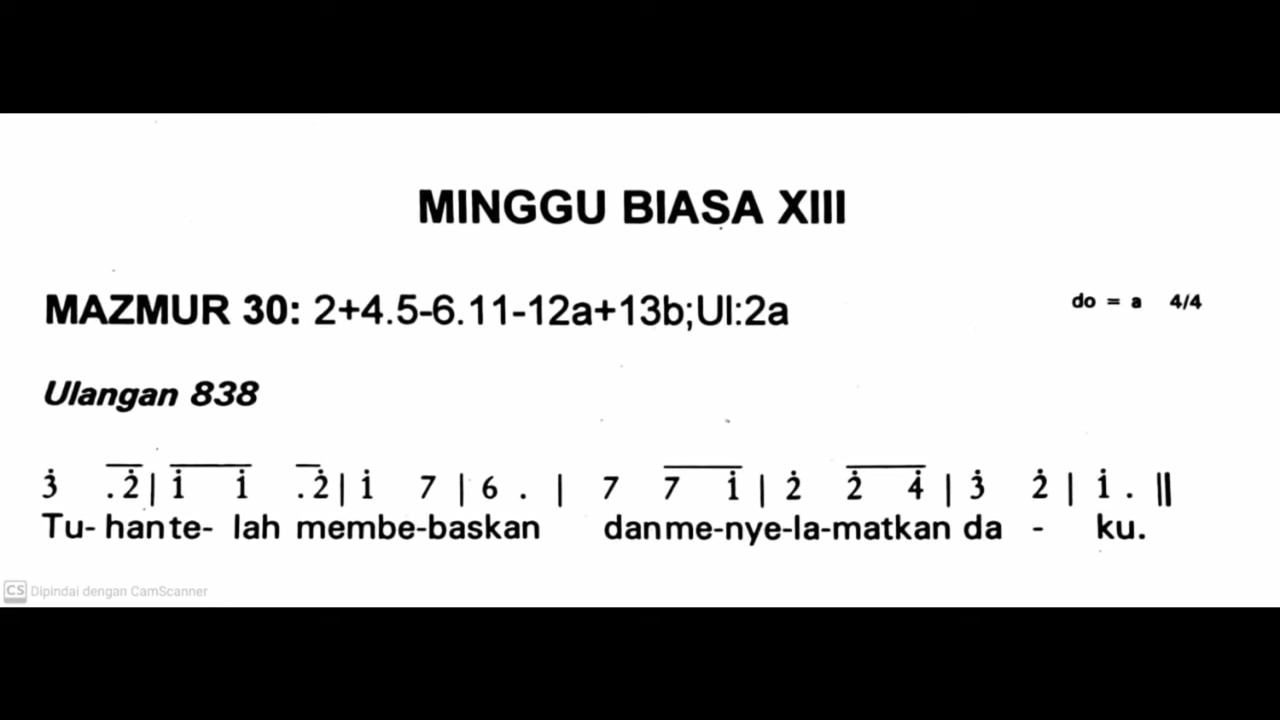 MINGGU BIASA XIII
MAZMUR 30: 2+4.5-6.11-12a+13b;Ul:2a do = a 4/4
Ulangan 838
3̇ .2̇ | 1̇ 1̇ .2̇ | 1̇ 7 | 6 . | 7 7 1̇ | 2̇ 2̇ 4̇ | 3̇ 2̇ | 1̇ . ||
Tu- han te- lah membe-baskan dan me-nye-la-matkan da - ku.
CS Dipindai dengan CamScanner